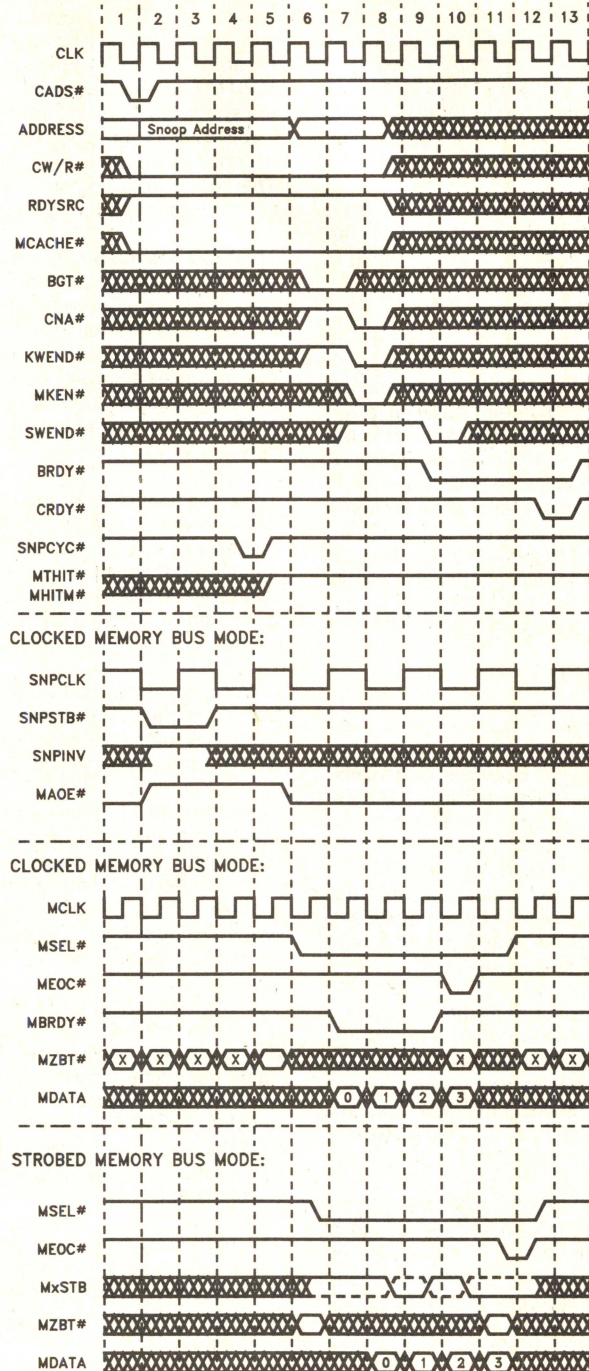 1 2 3 4 5 6 7 8 9 10 11 12 13
CLK
CADS#
ADDRESS Snoop Address
CW/R#
RDYSRC
MCACHE#
BGT#
CNA#
KWEND#
MKEN#
SWEND#
BRDY#
CRDY#
SNPCYC#
MTHIT#
MHITM#
CLOCKED MEMORY BUS MODE:
SNPCLK
SNPSTB#
SNPINV
MAOE#
CLOCKED MEMORY BUS MODE:
MCLK
MSEL#
MEOC#
MBRDY#
MZBT# X X X X X X X
MDATA 0 1 2 3
STROBED MEMORY BUS MODE:
MSEL#
MEOC#
MxSTB
MZBT#
MDATA 0 1 2 3